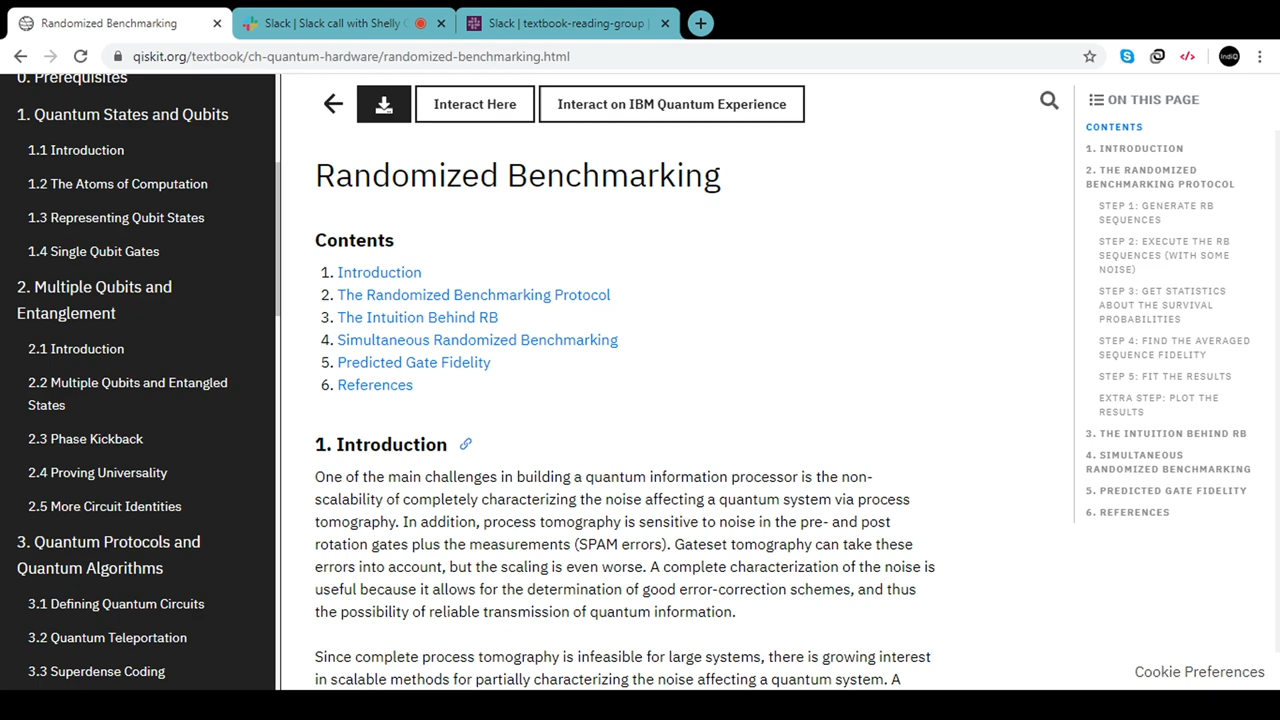 Randomized Benchmarking
Slack | Slack call with Shelly
Slack | textbook-reading-group |
qiskit.org/textbook/ch-quantum-hardware/randomized-benchmarking.html
IndiQ
0. Prerequisites
1. Quantum States and Qubits
1.1 Introduction
1.2 The Atoms of Computation
1.3 Representing Qubit States
1.4 Single Qubit Gates
2. Multiple Qubits and
Entanglement
2.1 Introduction
2.2 Multiple Qubits and Entangled
States
2.3 Phase Kickback
2.4 Proving Universality
2.5 More Circuit Identities
3. Quantum Protocols and
Quantum Algorithms
3.1 Defining Quantum Circuits
3.2 Quantum Teleportation
3.3 Superdense Coding
Interact Here
Interact on IBM Quantum Experience
Randomized Benchmarking
Contents
1. Introduction
2. The Randomized Benchmarking Protocol
3. The Intuition Behind RB
4. Simultaneous Randomized Benchmarking
5. Predicted Gate Fidelity
6. References
1. Introduction
One of the main challenges in building a quantum information processor is the non-
scalability of completely characterizing the noise affecting a quantum system via process
tomography. In addition, process tomography is sensitive to noise in the pre- and post
rotation gates plus the measurements (SPAM errors). Gateset tomography can take these
errors into account, but the scaling is even worse. A complete characterization of the noise is
useful because it allows for the determination of good error-correction schemes, and thus
the possibility of reliable transmission of quantum information.
Since complete process tomography is infeasible for large systems, there is growing interest
in scalable methods for partially characterizing the noise affecting a quantum system. A
ON THIS PAGE
CONTENTS
1. INTRODUCTION
2. THE RANDOMIZED
BENCHMARKING PROTOCOL
STEP 1: GENERATE RB
SEQUENCES
STEP 2: EXECUTE THE RB
SEQUENCES (WITH SOME
NOISE)
STEP 3: GET STATISTICS
ABOUT THE SURVIVAL
PROBABILITIES
STEP 4: FIND THE AVERAGED
SEQUENCE FIDELITY
STEP 5: FIT THE RESULTS
EXTRA STEP: PLOT THE
RESULTS
3. THE INTUITION BEHIND RB
4. SIMULTANEOUS
RANDOMIZED BENCHMARKING
5. PREDICTED GATE FIDELITY
6. REFERENCES
Cookie Preferences